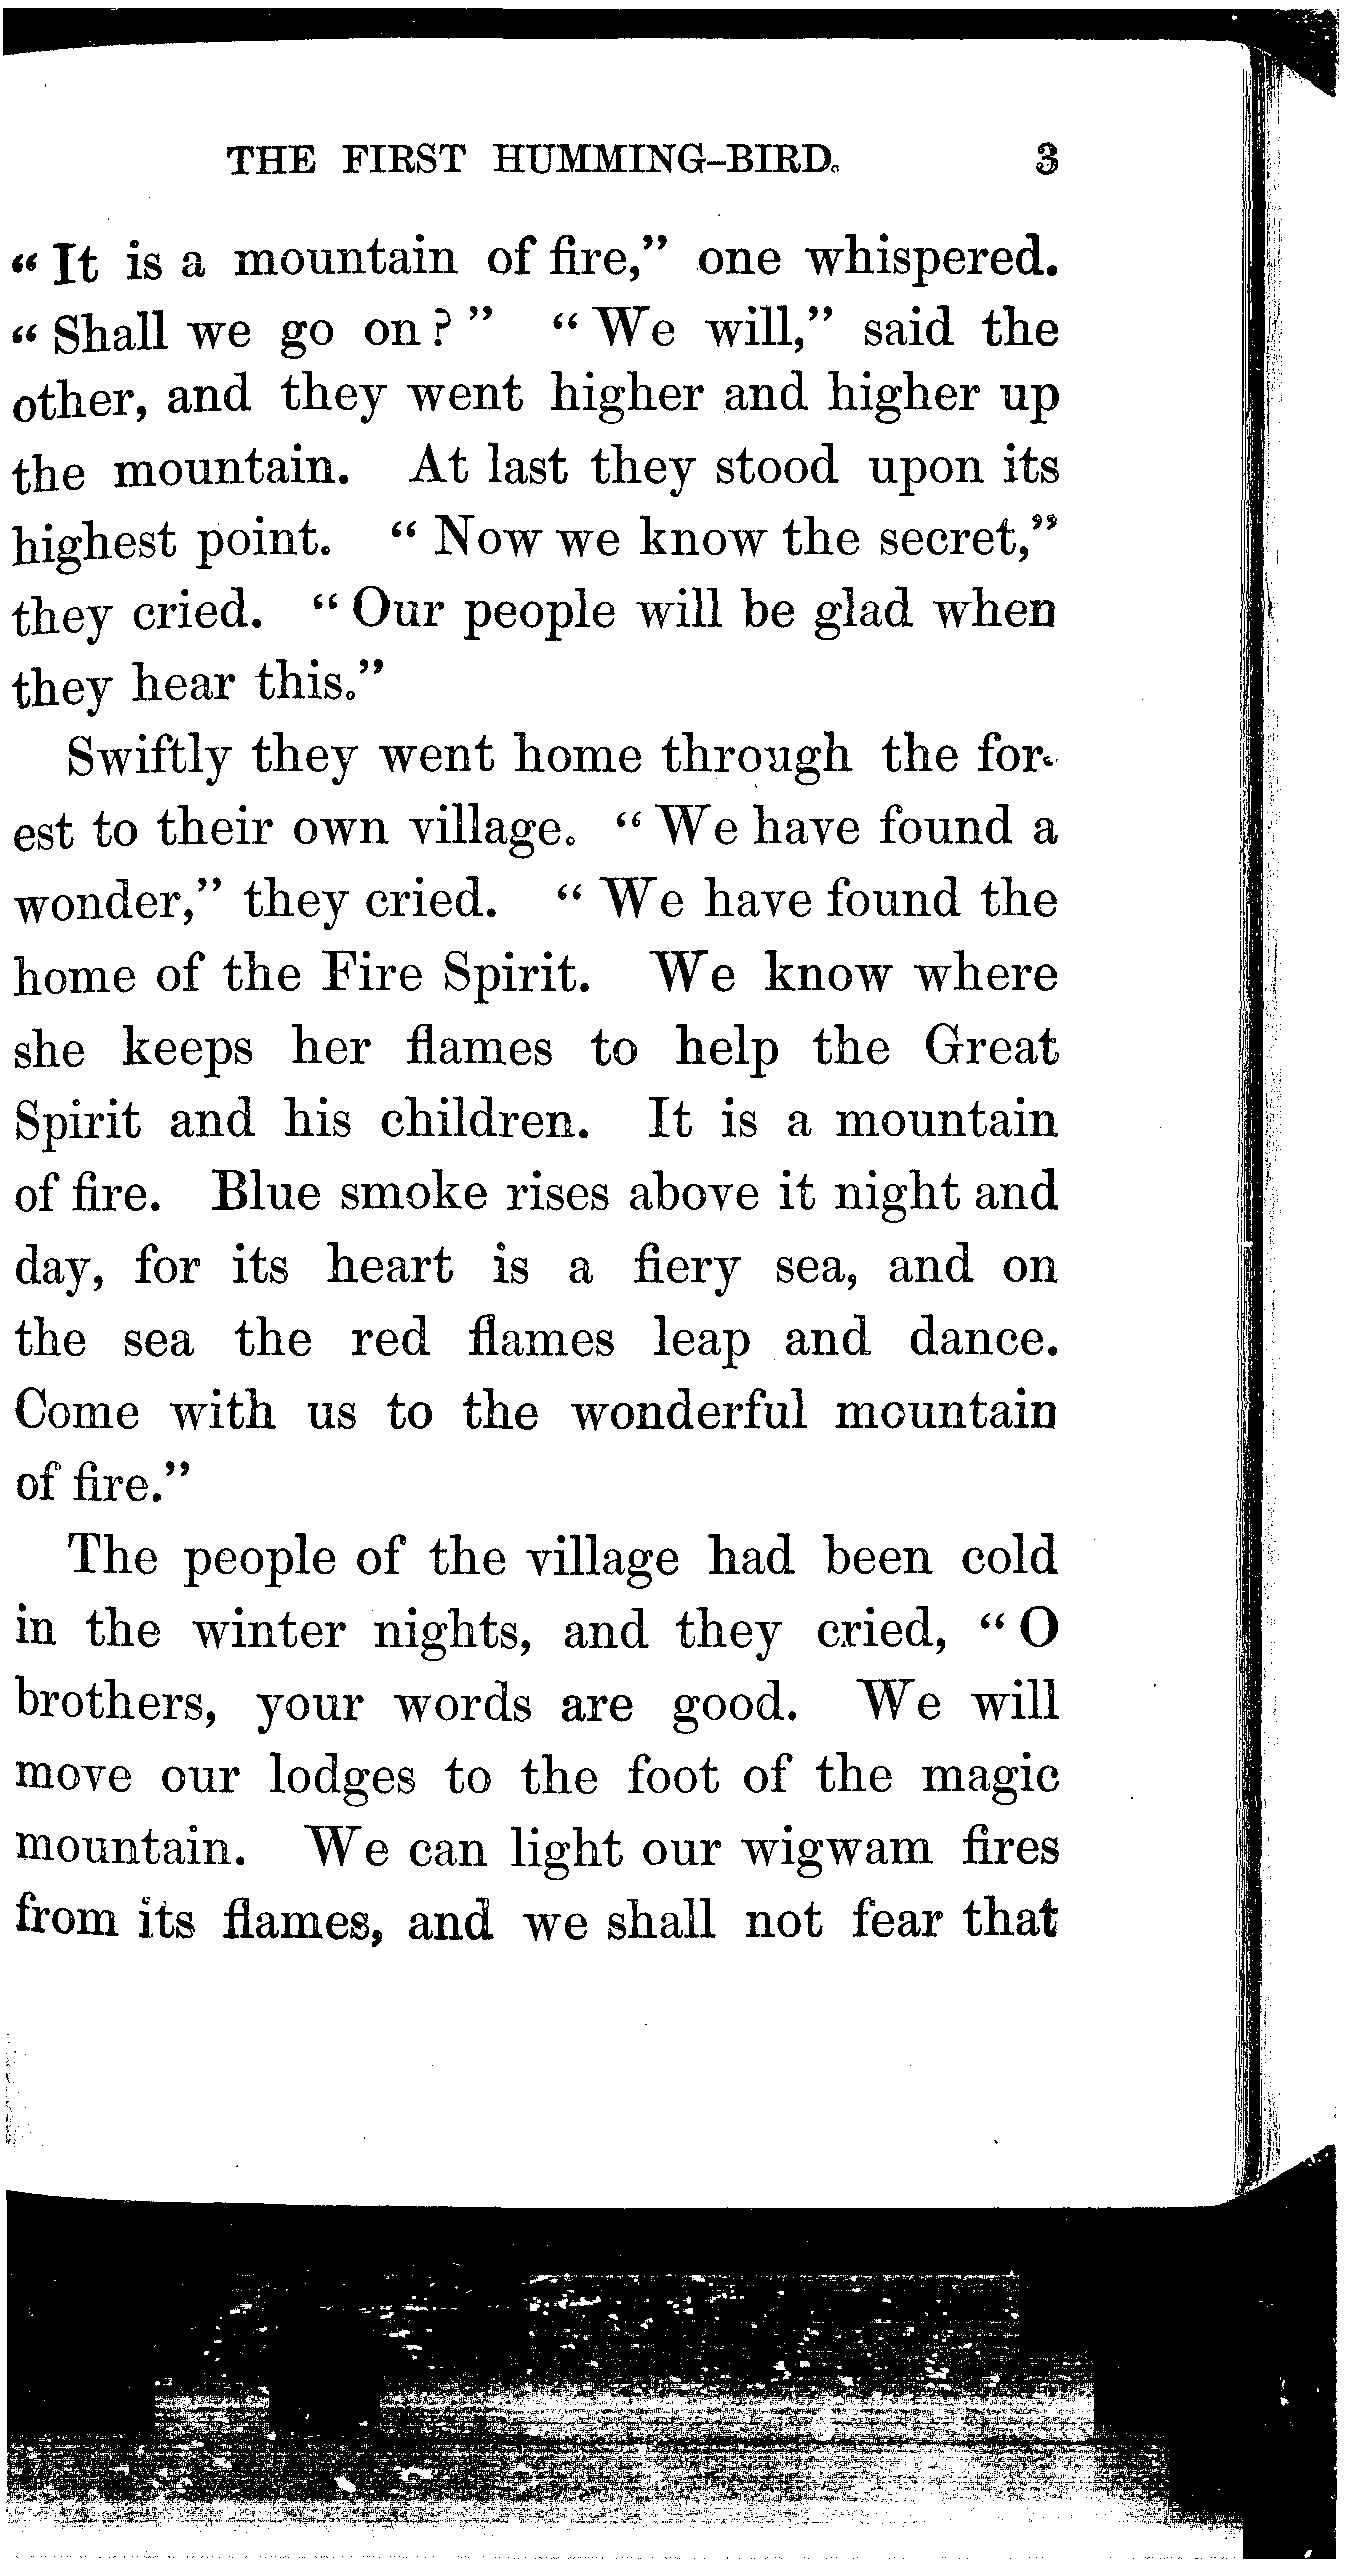 THE FIRST HUMMING-BIRD. 3
“It is a mountain of fire,” one whispered.
“Shall we go on?” “We will,” said the
other, and they went higher and higher up
the mountain. At last they stood upon its
highest point. “Now we know the secret,”
they cried. “Our people will be glad when
they hear this.”
Swiftly they went home through the for-
est to their own village. “We have found a
wonder,” they cried. “We have found the
home of the Fire Spirit. We know where
she keeps her flames to help the Great
Spirit and his children. It is a mountain
of fire. Blue smoke rises above it night and
day, for its heart is a fiery sea, and on
the sea the red flames leap and dance.
Come with us to the wonderful mountain
of fire.”
The people of the village had been cold
in the winter nights, and they cried, “O
brothers, your words are good. We will
move our lodges to the foot of the magic
mountain. We can light our wigwam fires
from its flames, and we shall not fear that